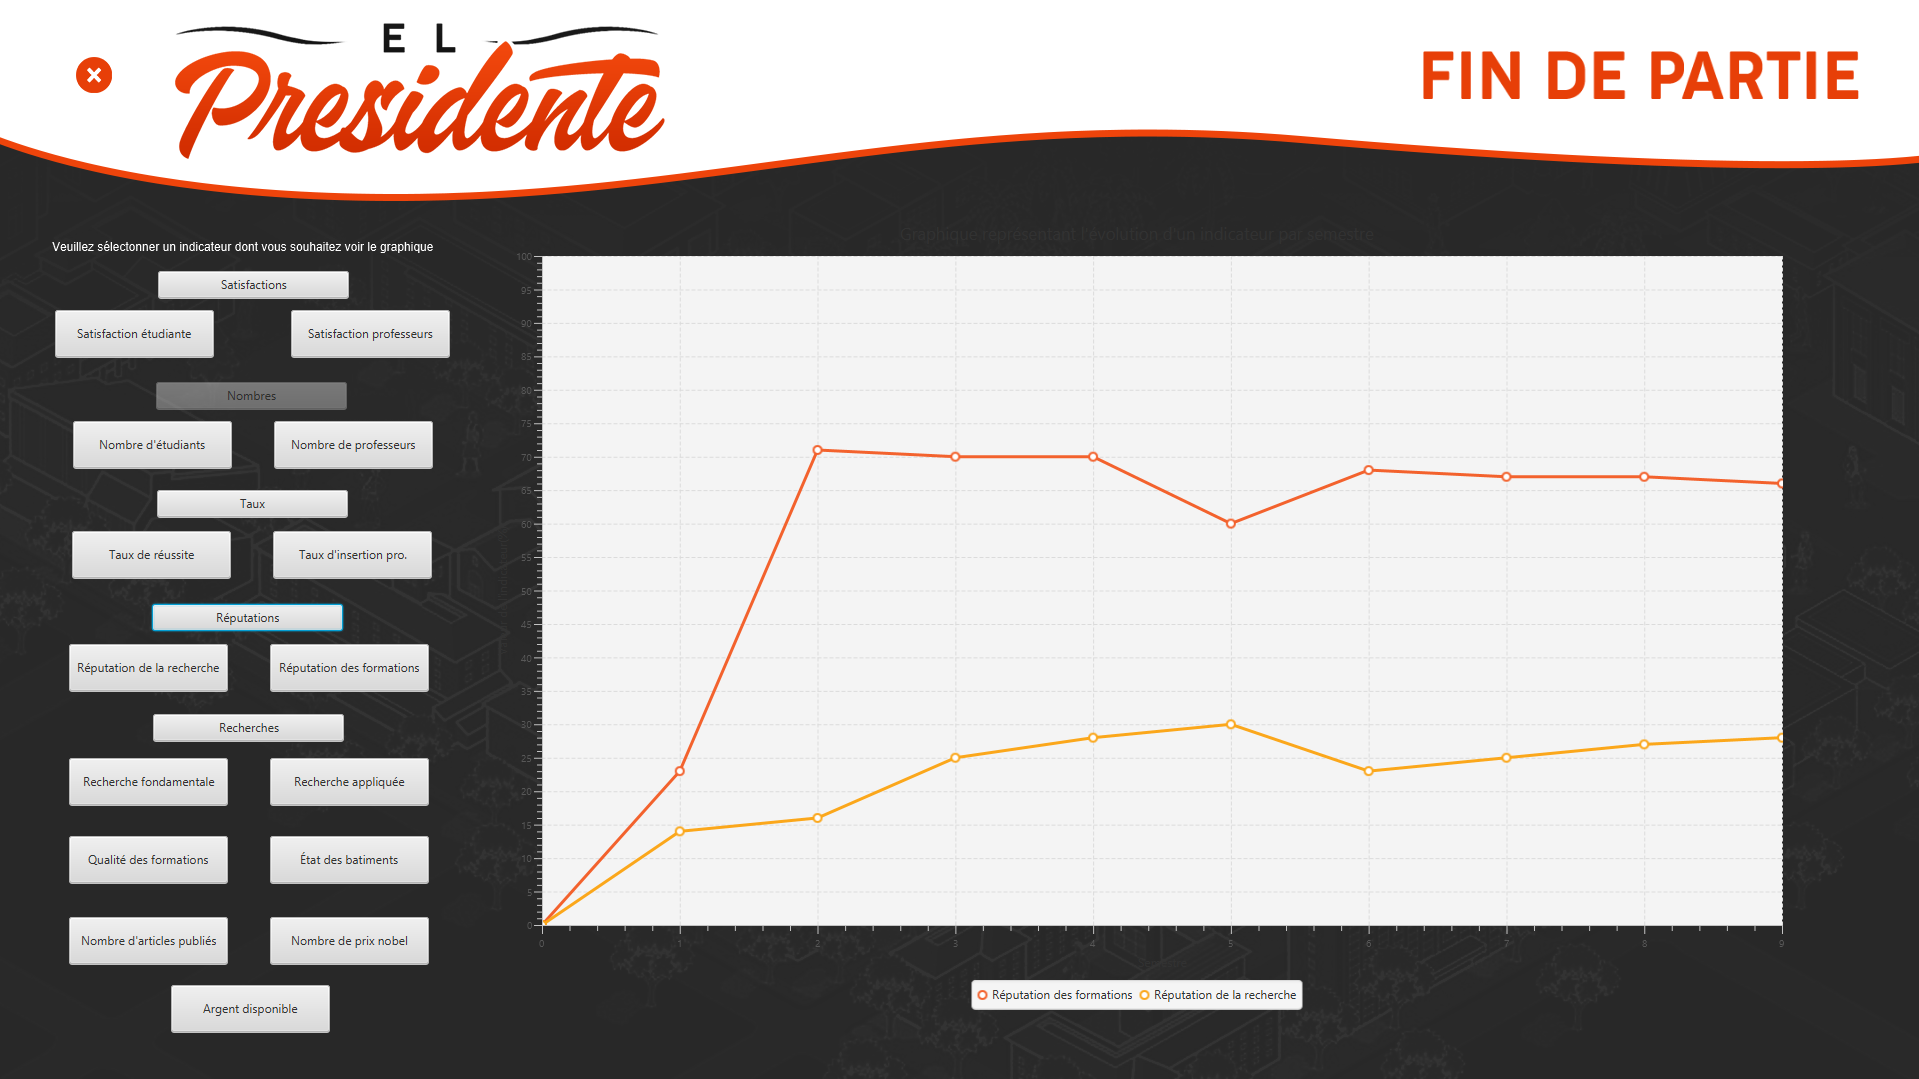 EL
Presidente
FIN DE PARTIE
Veuillez sélectonner un indicateur dont vous souhaitez voir le graphique
Satisfactions
Satisfaction étudiante
Satisfaction professeurs
Nombres
Nombre d'étudiants
Nombre de professeurs
Taux
Taux de réussite
Taux d'insertion pro.
Réputations
Réputation de la recherche
Réputation des formations
Recherches
Recherche fondamentale
Recherche appliquée
Qualité des formations
État des batiments
Nombre d'articles publiés
Nombre de prix nobel
Argent disponible
Graphique représentant l'évolution d'un indicateur par semestre
100
95
90
85
80
75
70
65
60
55
50
45
40
35
30
25
20
15
10
5
0
0 1 2 3 4 5 6 7 8 9
Réputation des formations Réputation de la recherche